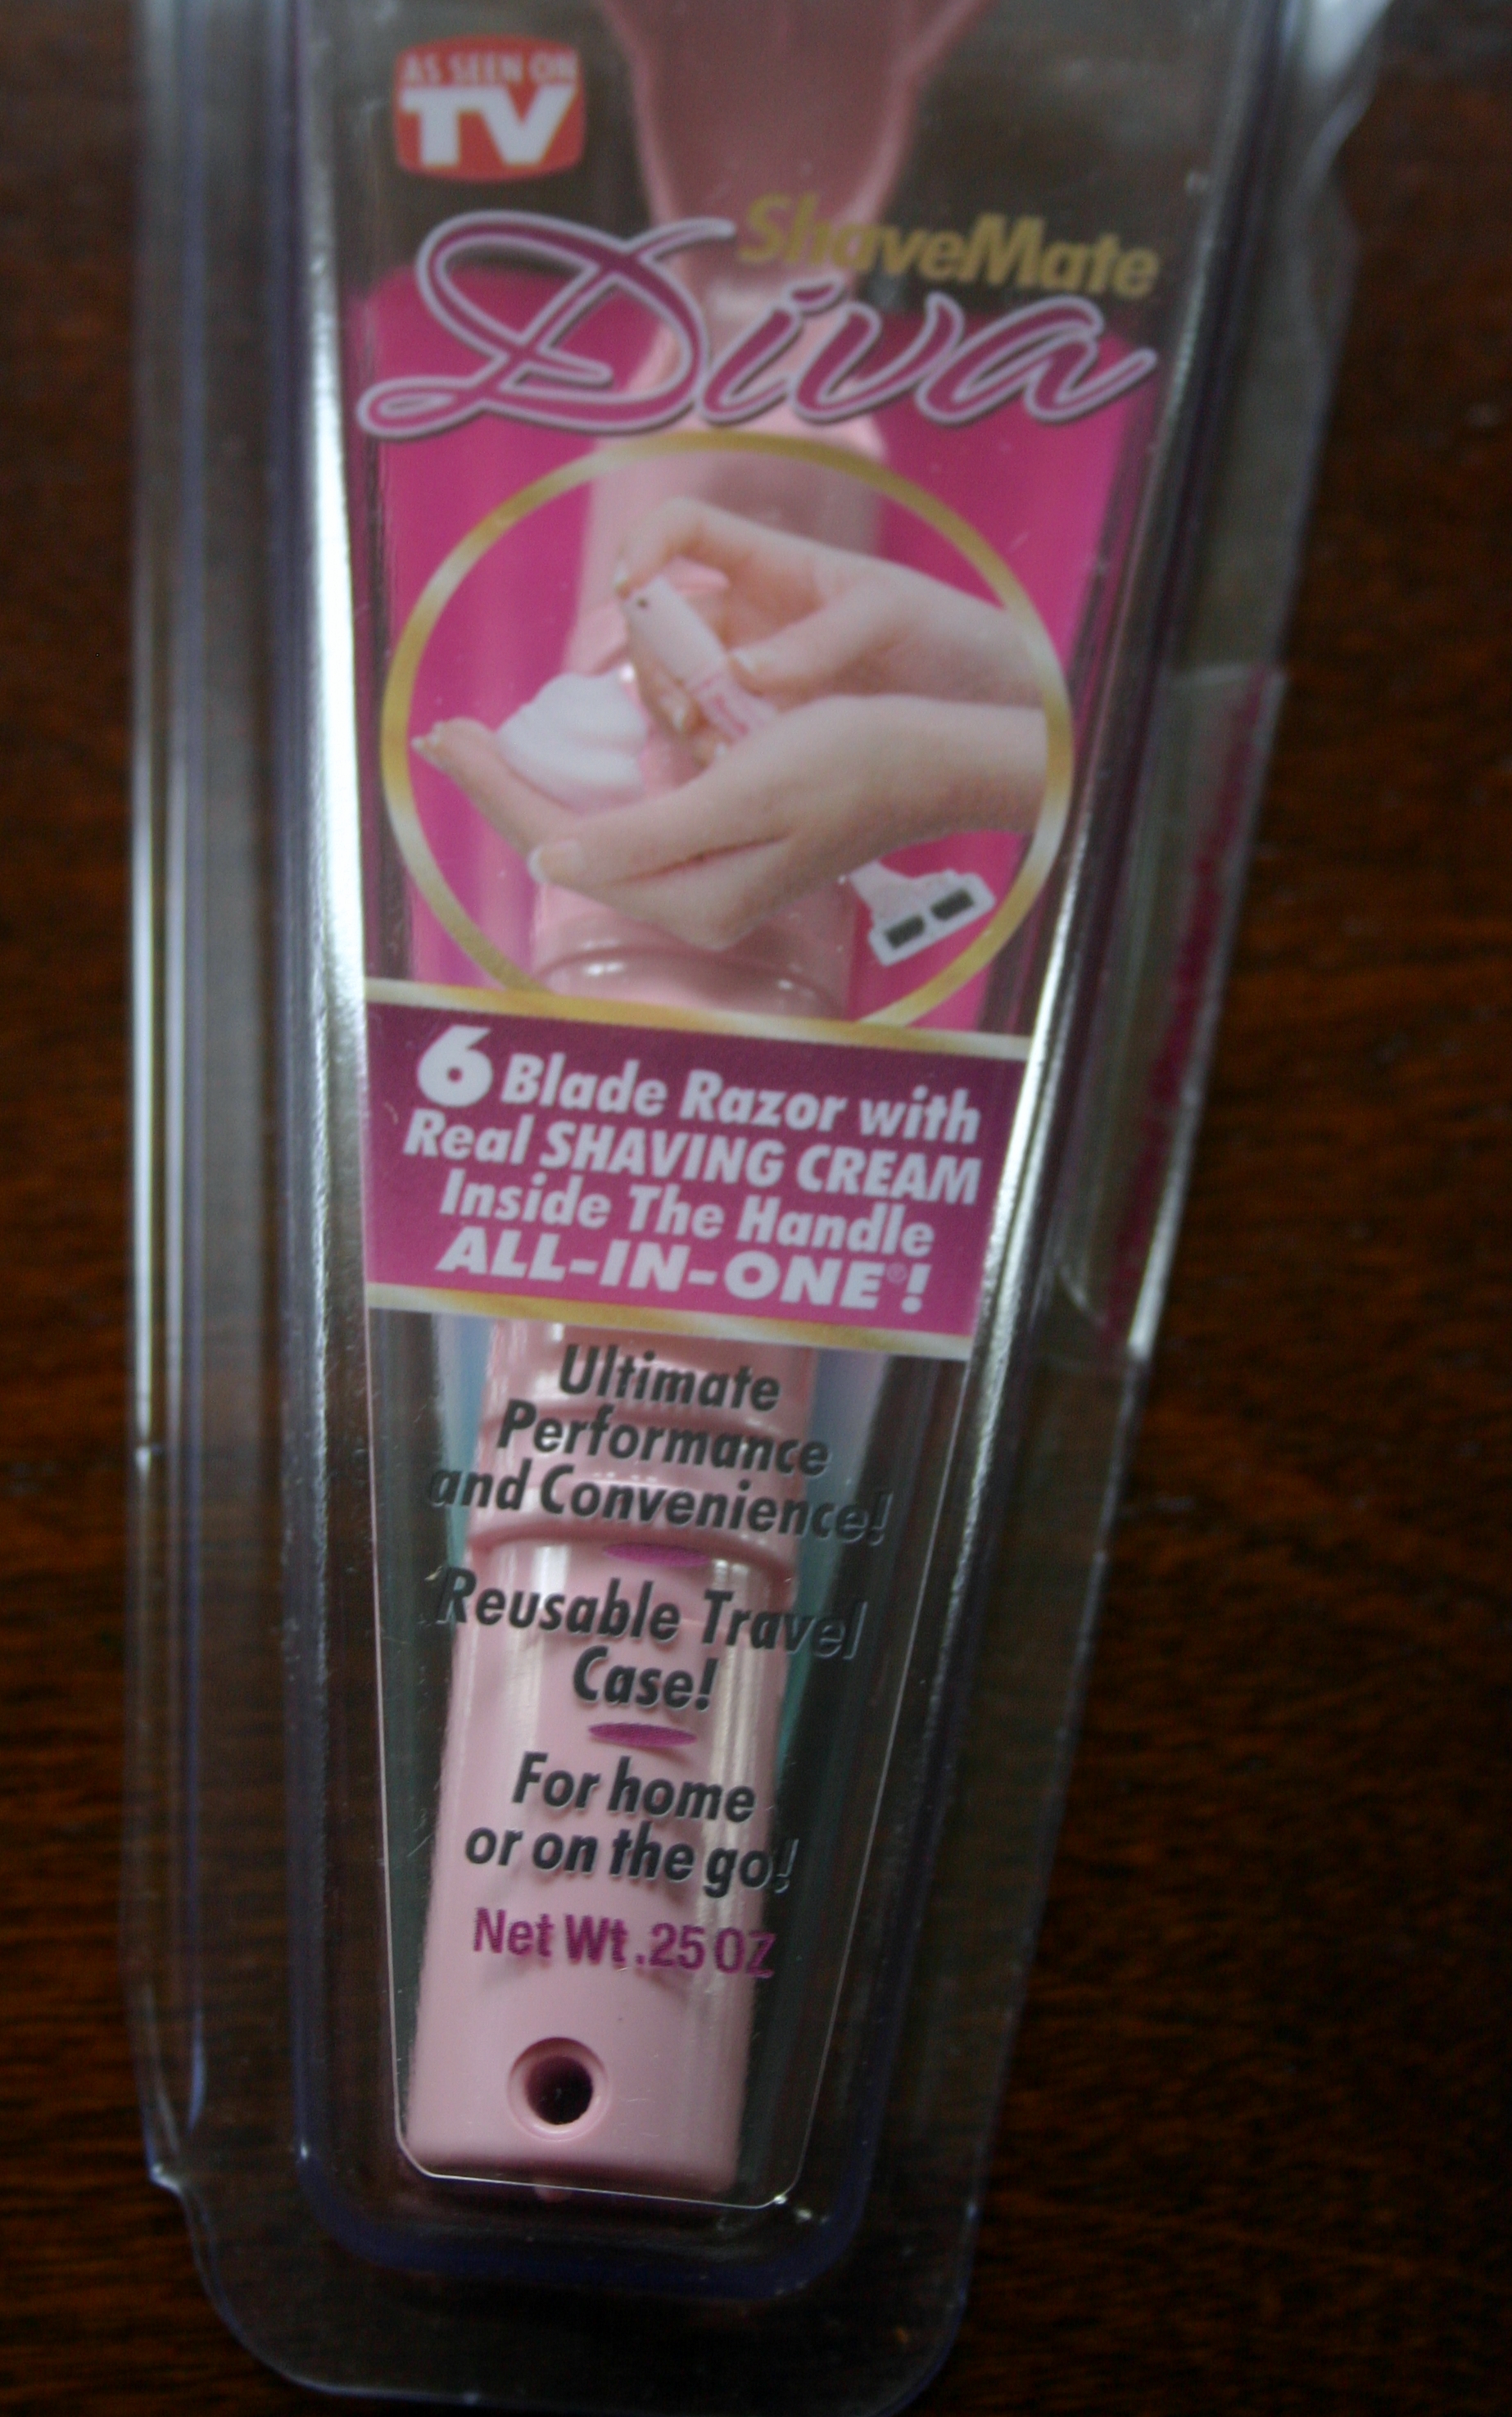 AS SEEN ON
TV
ShaveMate
Diva
6 Blade Razor with
Real SHAVING CREAM
Inside The Handle
ALL-IN-ONE®!
Ultimate
Performance
and Convenience!
Reusable Travel
Case!
For home
or on the go!
Net Wt .25 OZ